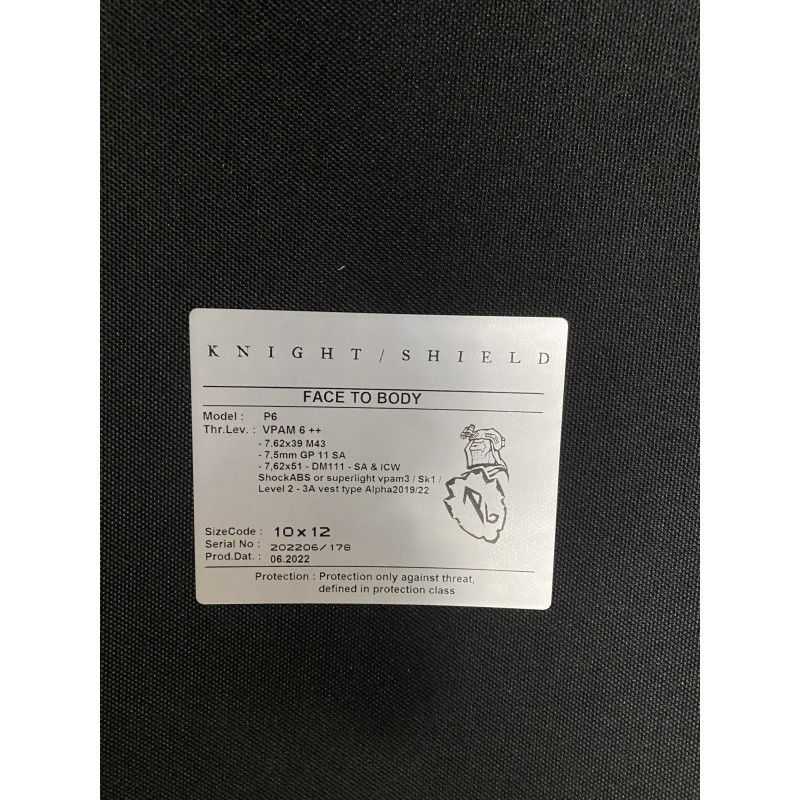 KNIGHT/SHIELD
FACE TO BODY
Model : P6
Thr.Lev. : VPAM 6 ++
- 7.62x39 M43
- 7,5mm GP 11 SA
- 7,62x51 - DM111 - SA & ICW
ShockABS or superlight vpam3 / Sk1 /
Level 2 - 3A vest type Alpha2019/22
P6
SizeCode : 10x12
Serial No : 202206/178
Prod.Dat. : 06.2022
Protection : Protection only against threat,
defined in protection class